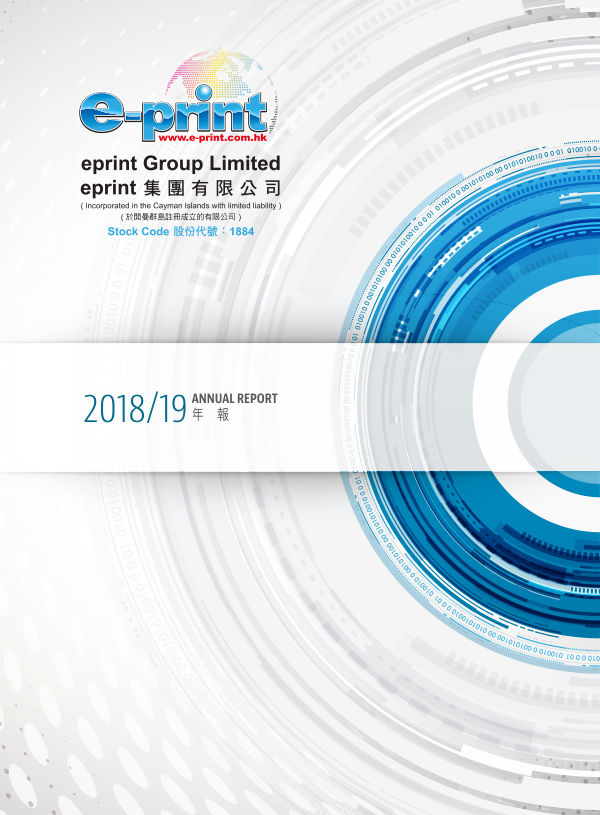 e-print
www.e-print.com.hk
eprint Group Limited
eprint 集團有限公司
( Incorporated in the Cayman Islands with limited liability )
( 於開曼群島註冊成立的有限公司 )
Stock Code 股份代號：1884
2018/19 ANNUAL REPORT
年 報